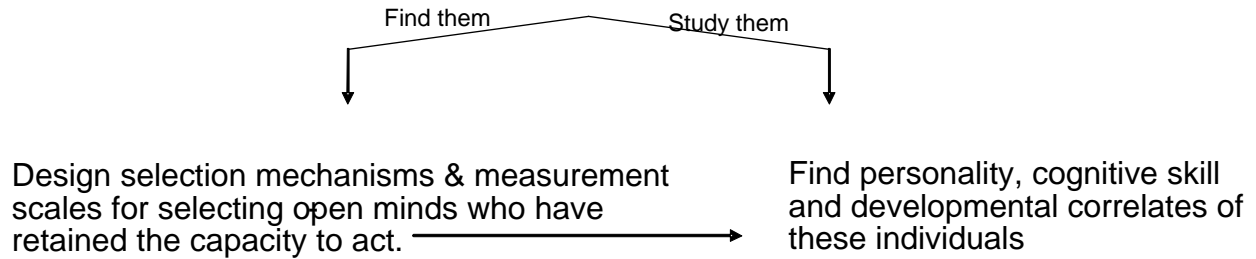 Find them
Study them
Design selection mechanisms & measurement
scales for selecting open minds who have
retained the capacity to act.
Find personality, cognitive skill
and developmental correlates of
these individuals